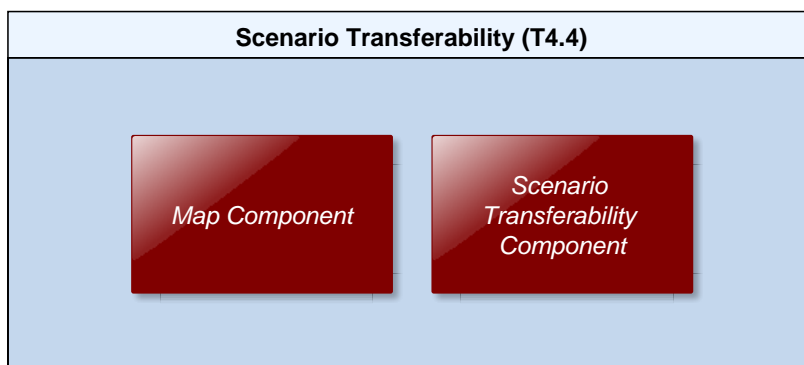 Scenario Transferability (T4.4)
Map Component
Scenario
Transferability
Component